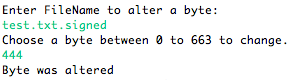 Enter FileName to alter a byte:
test.txt.signed
Choose a byte between 0 to 663 to change.
444
Byte was altered